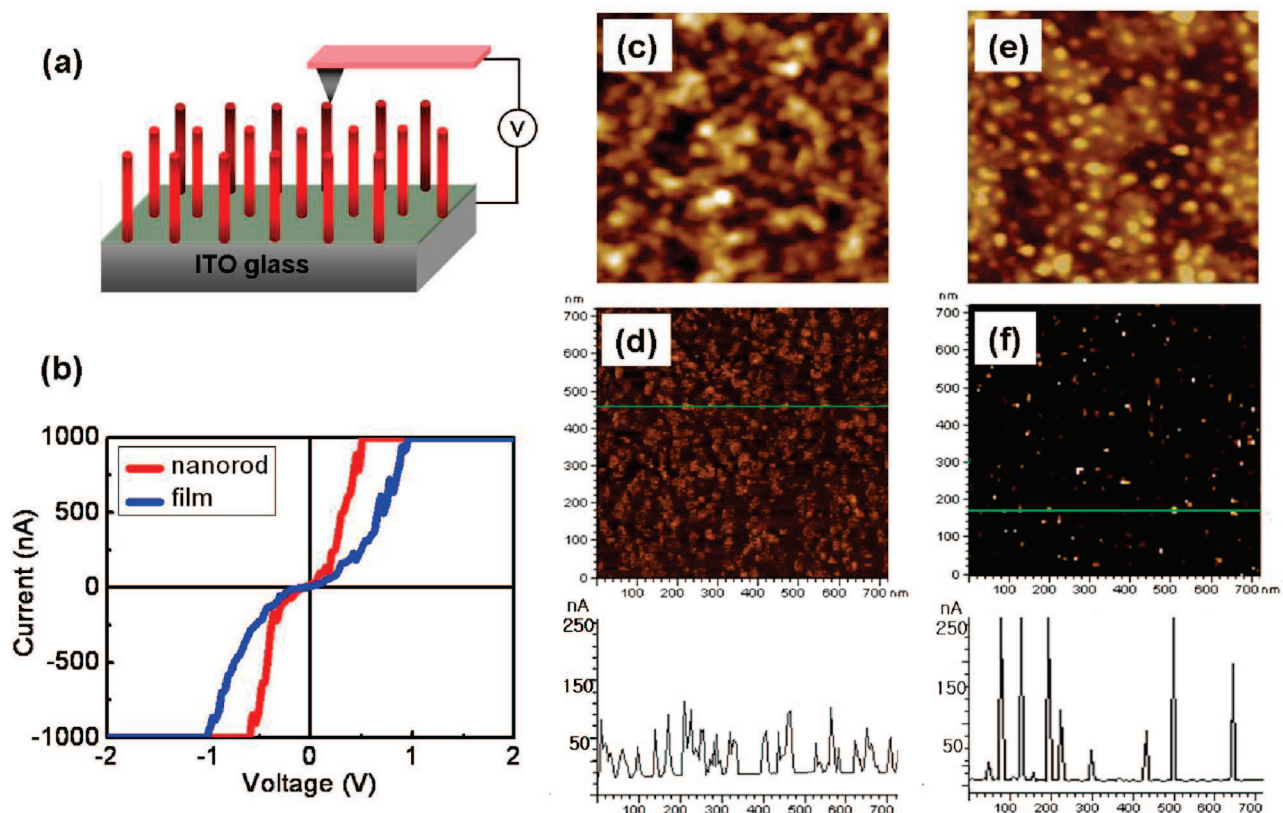 (a)
V
ITO glass
(b)
1000
500
0
-500
-1000
Current (nA)
nanorod
film
-2
-1
0
1
2
Voltage (V)
(c)
(d)
nm
700
600
500
400
300
200
100
0
100 200 300 400 500 600 700 nm
nA
250
150
50
100 200 300 400 500 600 700
(e)
(f)
nm
700
600
500
400
300
200
100
0
100 200 300 400 500 600 700 nm
nA
250
150
50
100 200 300 400 500 600 700